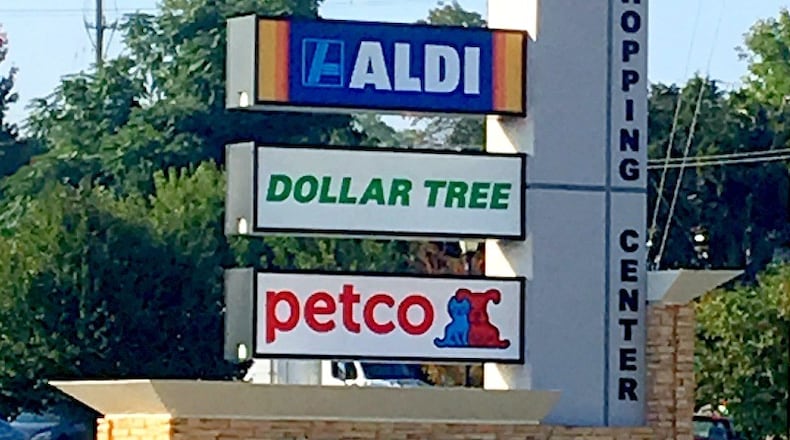 ALDI
DOLLAR TREE
petco
HOPPING
CENTER